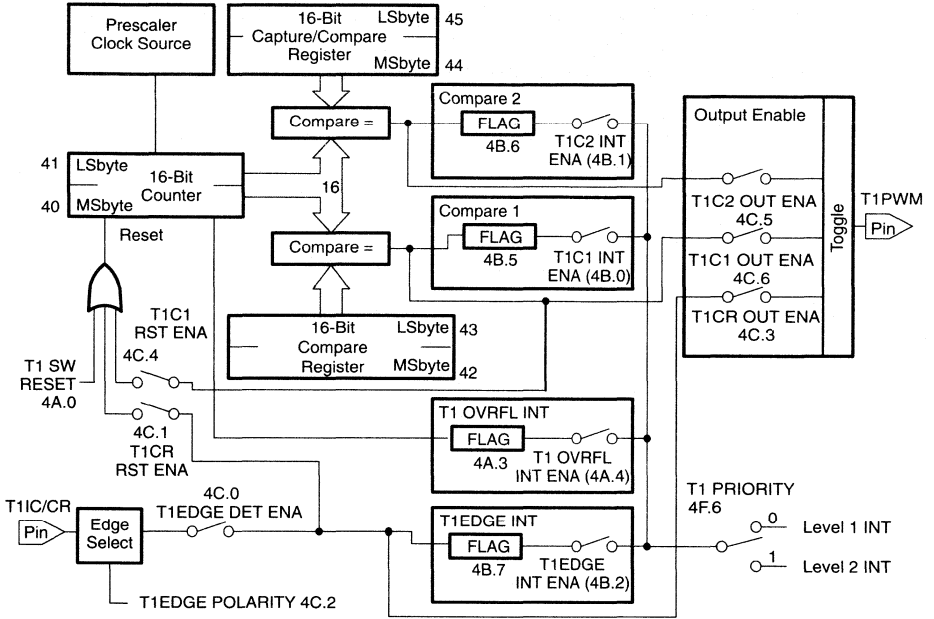 Prescaler
Clock Source
16-Bit
Capture/Compare
Register
LSbyte
MSbyte
45
44
Compare =
Compare 2
FLAG
4B.6
T1C2 INT
ENA (4B.1)
Output Enable
41
40
LSbyte
MSbyte
16-Bit
Counter
16
Reset
Compare =
Compare 1
FLAG
4B.5
T1C1 INT
ENA (4B.0)
T1C2 OUT ENA
4C.5
T1C1 OUT ENA
4C.6
T1CR OUT ENA
4C.3
Toggle
T1PWM
Pin
16-Bit
Compare
Register
LSbyte
MSbyte
43
42
T1C1
RST ENA
4C.4
T1 SW
RESET
4A.0
4C.1
T1CR
RST ENA
T1 OVRFL INT
FLAG
4A.3
T1 OVRFL
INT ENA (4A.4)
T1IC/CR
Pin
Edge
Select
4C.0
T1EDGE DET ENA
T1EDGE INT
FLAG
4B.7
T1EDGE
INT ENA (4B.2)
T1 PRIORITY
4F.6
0
Level 1 INT
1
Level 2 INT
T1EDGE POLARITY 4C.2